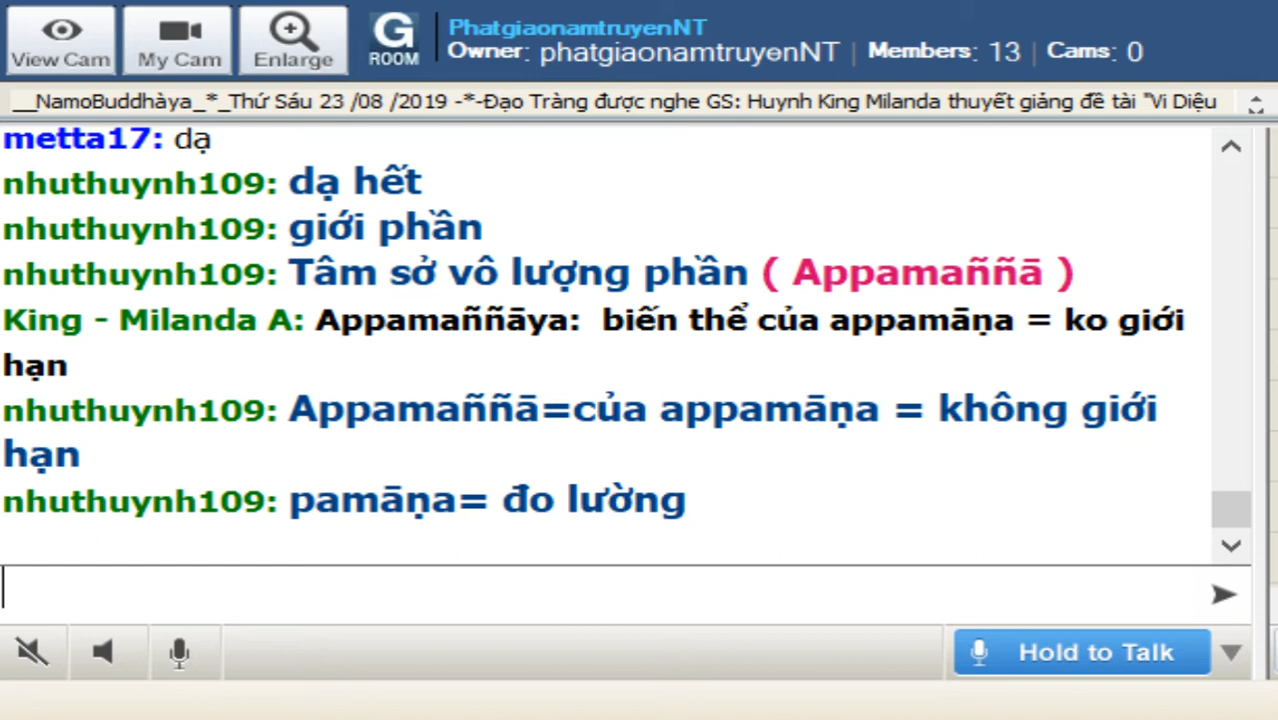 View Cam
My Cam
Enlarge
G
ROOM
PhatgiaonamtruyenNT
Owner: phatgiaonamtruyenNT | Members: 13 | Cams: 0
__NamoBuddhàya_*_Thứ Sáu 23 /08 /2019 -*-Đạo Tràng được nghe GS: Huynh King Milanda thuyết giảng đề tài "Vi Diệu
metta17: dạ
nhuthuynh109: dạ hết
nhuthuynh109: giới phần
nhuthuynh109: Tâm sở vô lượng phần ( Appamaññā )
King - Milanda A: Appamaññāya:  biến thể của appamāṇa = ko giới
hạn
nhuthuynh109: Appamaññā=của appamāṇa = không giới
hạn
nhuthuynh109: pamāṇa= đo lường
Hold to Talk